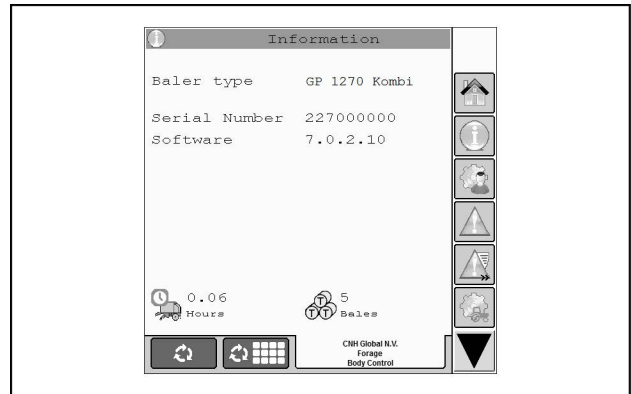 Information
Baler type GP 1270 Kombi
Serial Number 227000000
Software 7.0.2.10
0.06
Hours
5
Bales
T
T T
CNH Global N.V.
Forage
Body Control